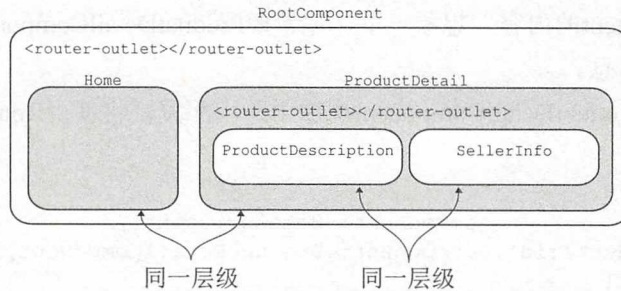 RootComponent
<router-outlet></router-outlet>
Home
ProductDetail
<router-outlet></router-outlet>
ProductDescription
SellerInfo
同一层级
同一层级